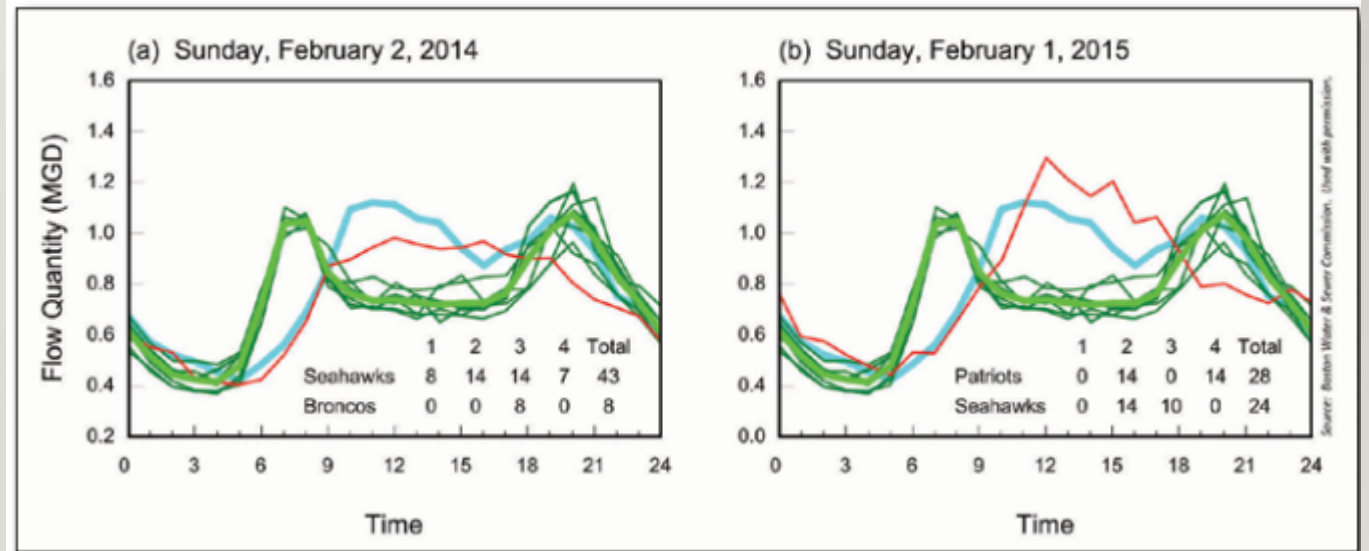 (a) Sunday, February 2, 2014
1.6
1.4
1.2
1.0
0.8
0.6
0.4
0.2
Flow Quantity (MGD)
1 2 3 4 Total
Seahawks 8 14 14 7 43
Broncos 0 0 8 0 8
0 3 6 9 12 15 18 21 24
Time
(b) Sunday, February 1, 2015
1.6
1.4
1.2
1.0
0.8
0.6
0.4
0.0
1 2 3 4 Total
Patriots 0 14 0 14 28
Seahawks 0 14 10 0 24
0 3 6 9 12 15 18 21 24
Time
Source: Boston Water & Sewer Commission. Used with permission.